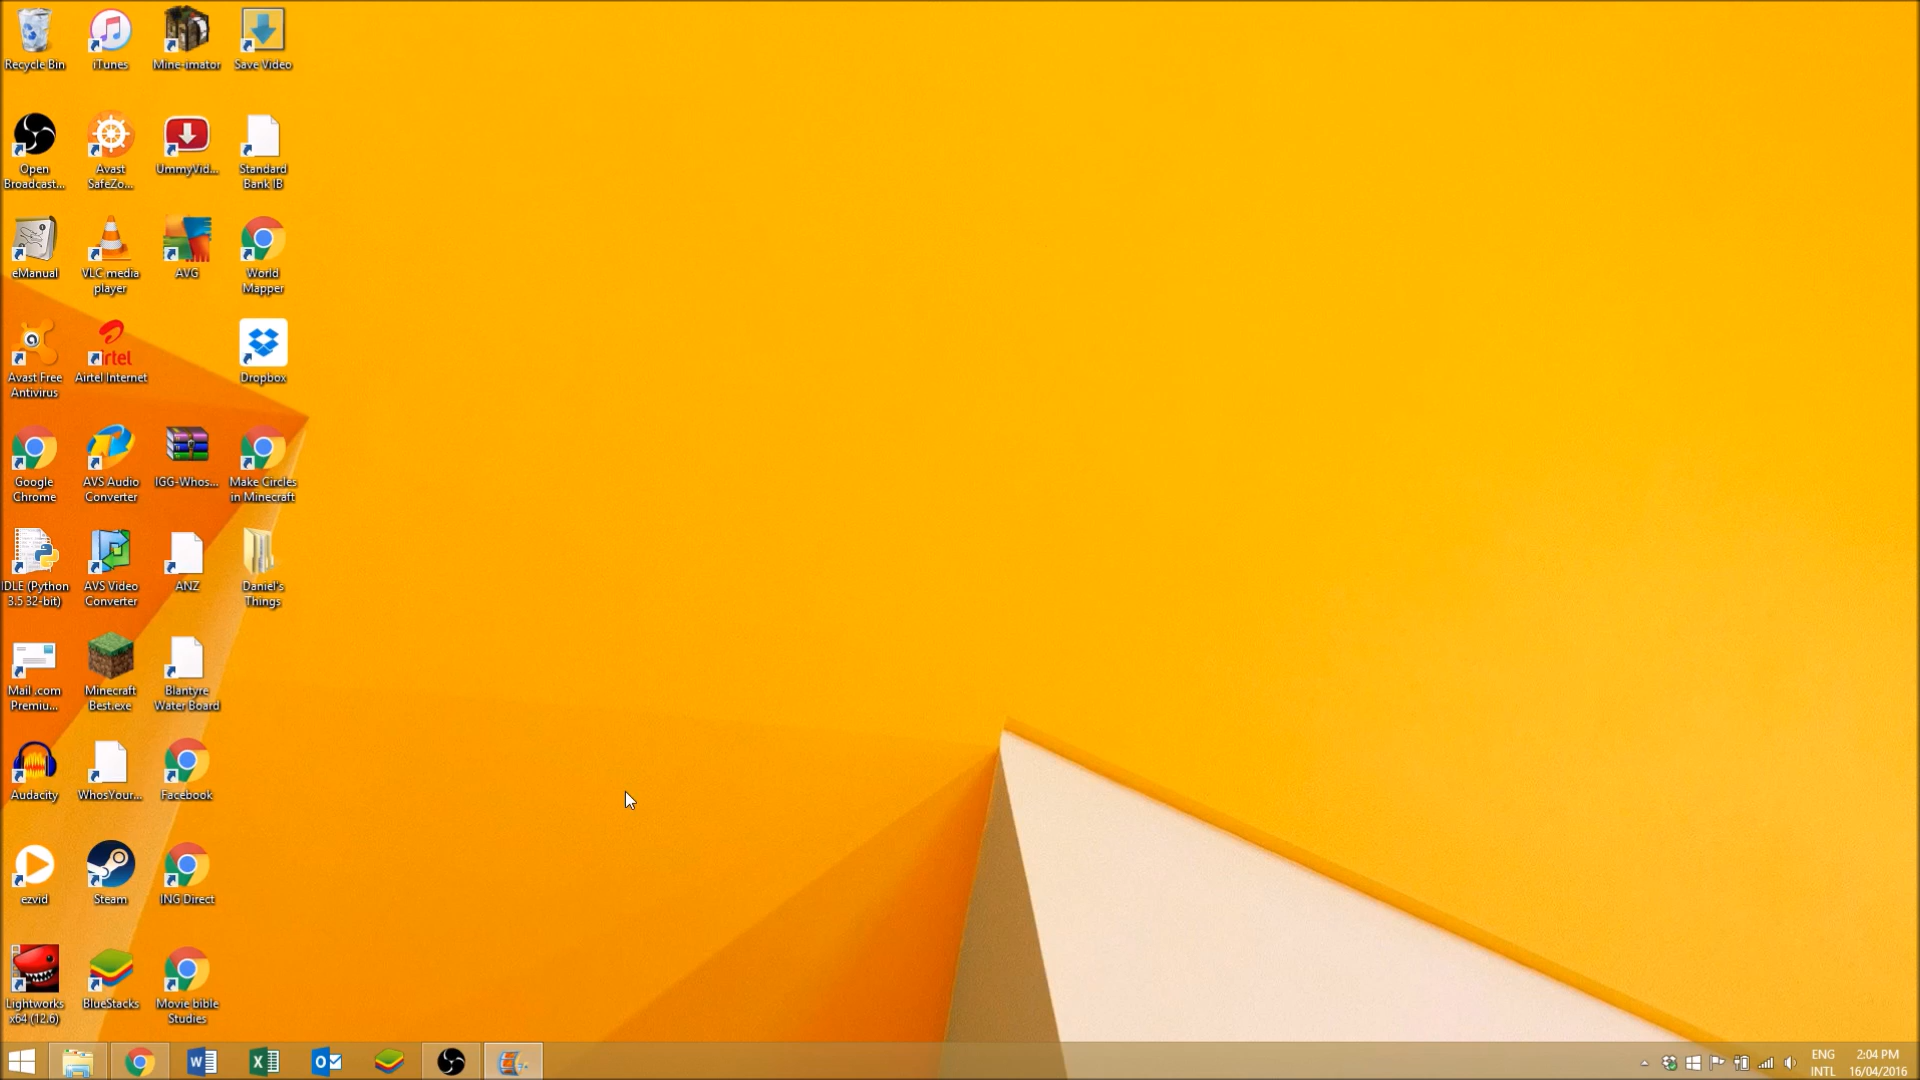 Recycle Bin
iTunes
Mine-imator
Save Video
Open
Broadcast...
Avast
SafeZo...
UmmyVid...
Standard
Bank IB
eManual
VLC media
player
AVG
World
Mapper
Avast Free
Antivirus
airtel
Airtel Internet
Dropbox
Google
Chrome
AVS Audio
Converter
IGG-Whos...
Make Circles
in Minecraft
IDLE (Python
3.5 32-bit)
AVS Video
Converter
ANZ
Daniel's
Things
Mail.com
Premiu...
Minecraft
Best.exe
Blantyre
Water Board
Audacity
WhosYour...
Facebook
ezvid
Steam
ING Direct
Lightworks
x64 (12.6)
BlueStacks
Movie bible
Studies
ENG
INTL
2:04 PM
16/04/2016